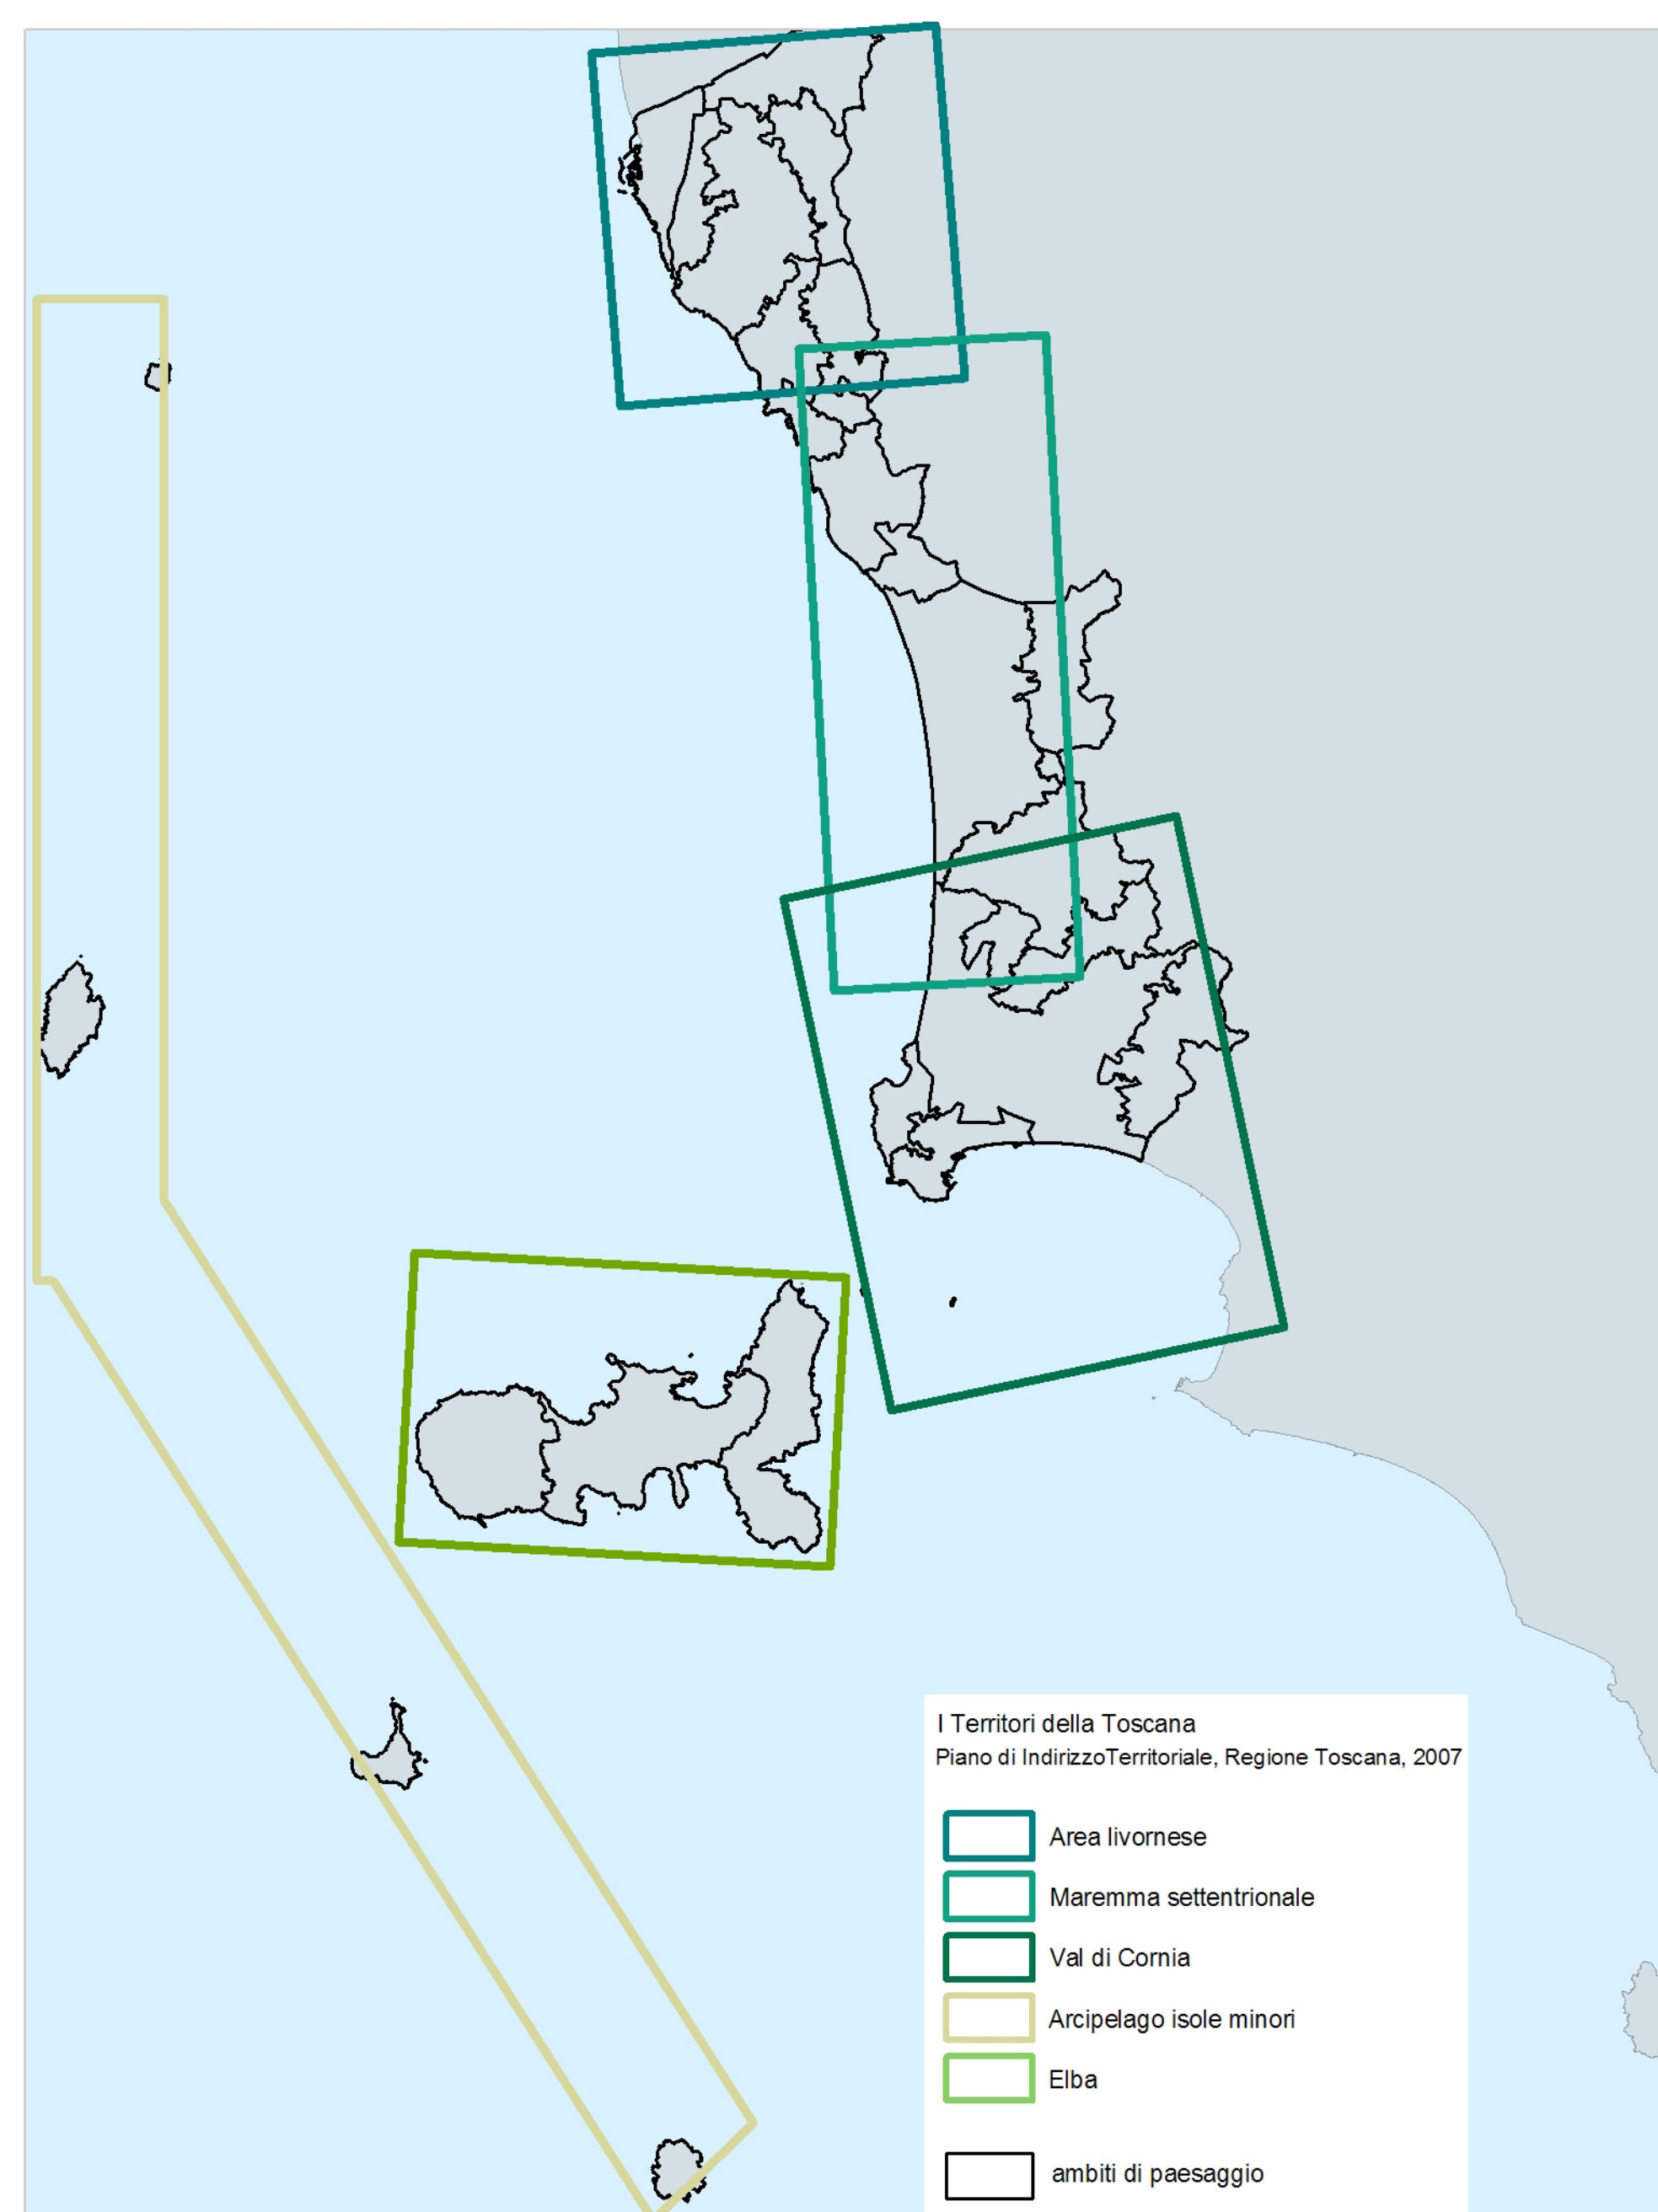 I Territori della Toscana
Piano di IndirizzoTerritoriale, Regione Toscana, 2007
Area livornese
Maremma settentrionale
Val di Cornia
Arcipelago isole minori
Elba
ambiti di paesaggio